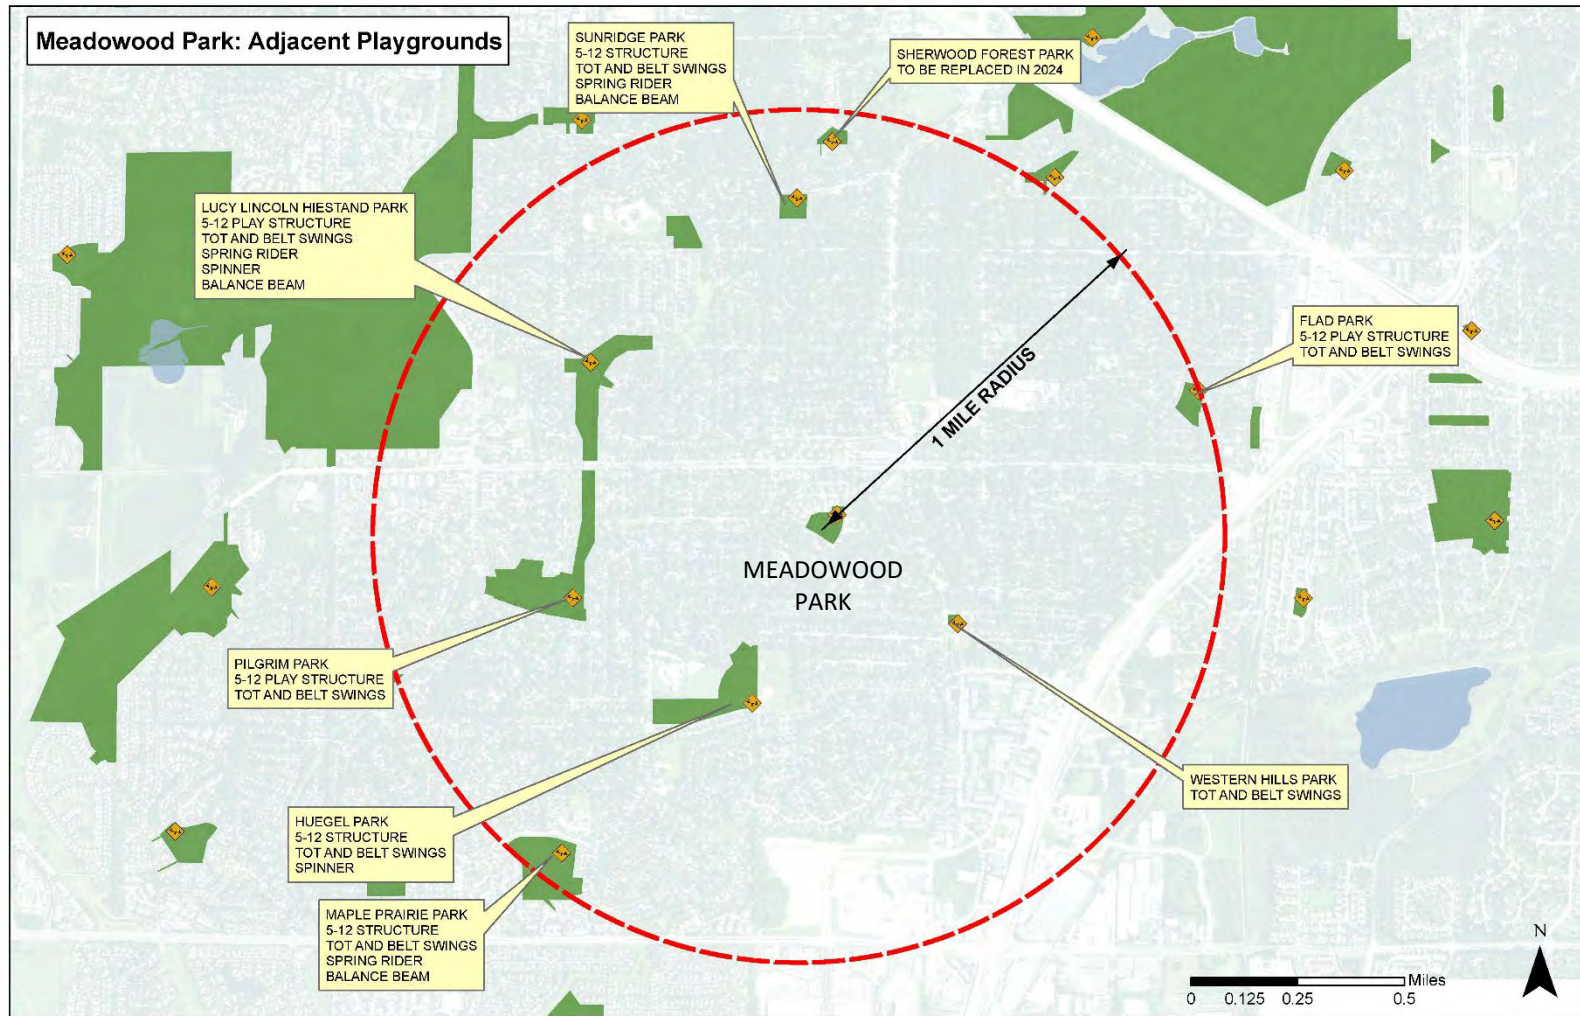 Meadowood Park: Adjacent Playgrounds
SUNRIDGE PARK
5-12 STRUCTURE
TOT AND BELT SWINGS
SPRING RIDER
BALANCE BEAM
SHERWOOD FOREST PARK
TO BE REPLACED IN 2024
LUCY LINCOLN HIESTAND PARK
5-12 PLAY STRUCTURE
TOT AND BELT SWINGS
SPRING RIDER
SPINNER
BALANCE BEAM
FLAD PARK
5-12 PLAY STRUCTURE
TOT AND BELT SWINGS
1 MILE RADIUS
MEADOWOOD
PARK
PILGRIM PARK
5-12 PLAY STRUCTURE
TOT AND BELT SWINGS
WESTERN HILLS PARK
TOT AND BELT SWINGS
HUEGEL PARK
5-12 STRUCTURE
TOT AND BELT SWINGS
SPINNER
MAPLE PRAIRIE PARK
5-12 STRUCTURE
TOT AND BELT SWINGS
SPRING RIDER
BALANCE BEAM
N
Miles
0 0.125 0.25 0.5